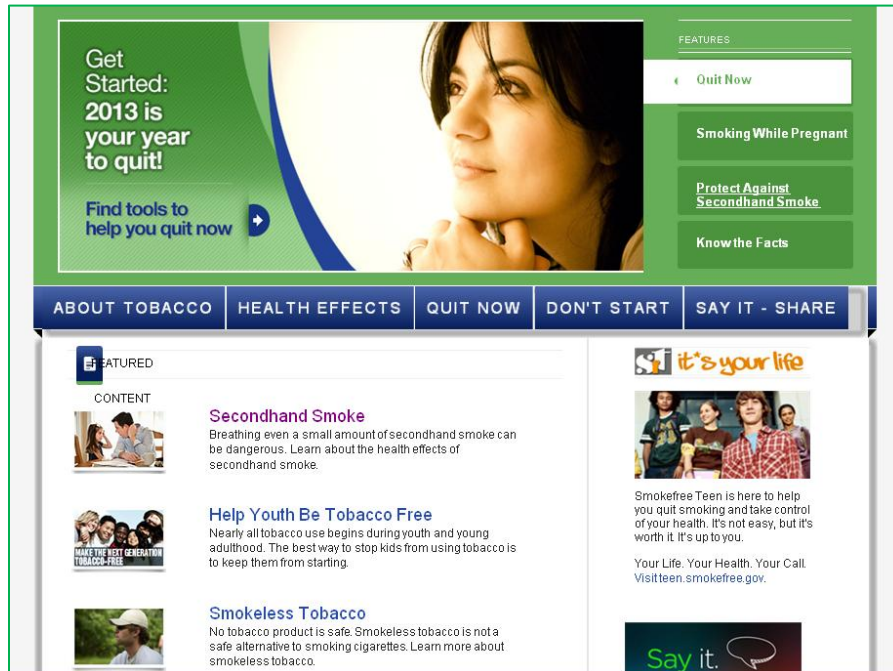 Get
Started:
2013 is
your year
to quit!
Find tools to
help you quit now
FEATURES
Quit Now
Smoking While Pregnant
Protect Against
Secondhand Smoke
Know the Facts
ABOUT TOBACCO
HEALTH EFFECTS
QUIT NOW
DON'T START
SAY IT - SHARE
FEATURED
CONTENT
Secondhand Smoke
Breathing even a small amount of secondhand smoke can
be dangerous. Learn about the health effects of
secondhand smoke.
MAKE THE NEXT GENERATION
TOBACCO-FREE
Help Youth Be Tobacco Free
Nearly all tobacco use begins during youth and young
adulthood. The best way to stop kids from using tobacco is
to keep them from starting.
Smokeless Tobacco
No tobacco product is safe. Smokeless tobacco is not a
safe alternative to smoking cigarettes. Learn more about
smokeless tobacco.
it*s your life
Smokefree Teen is here to help
you quit smoking and take control
of your health. It's not easy, but it's
worth it. It's up to you.
Your Life. Your Health. Your Call.
Visit teen.smokefree.gov.
Say it.